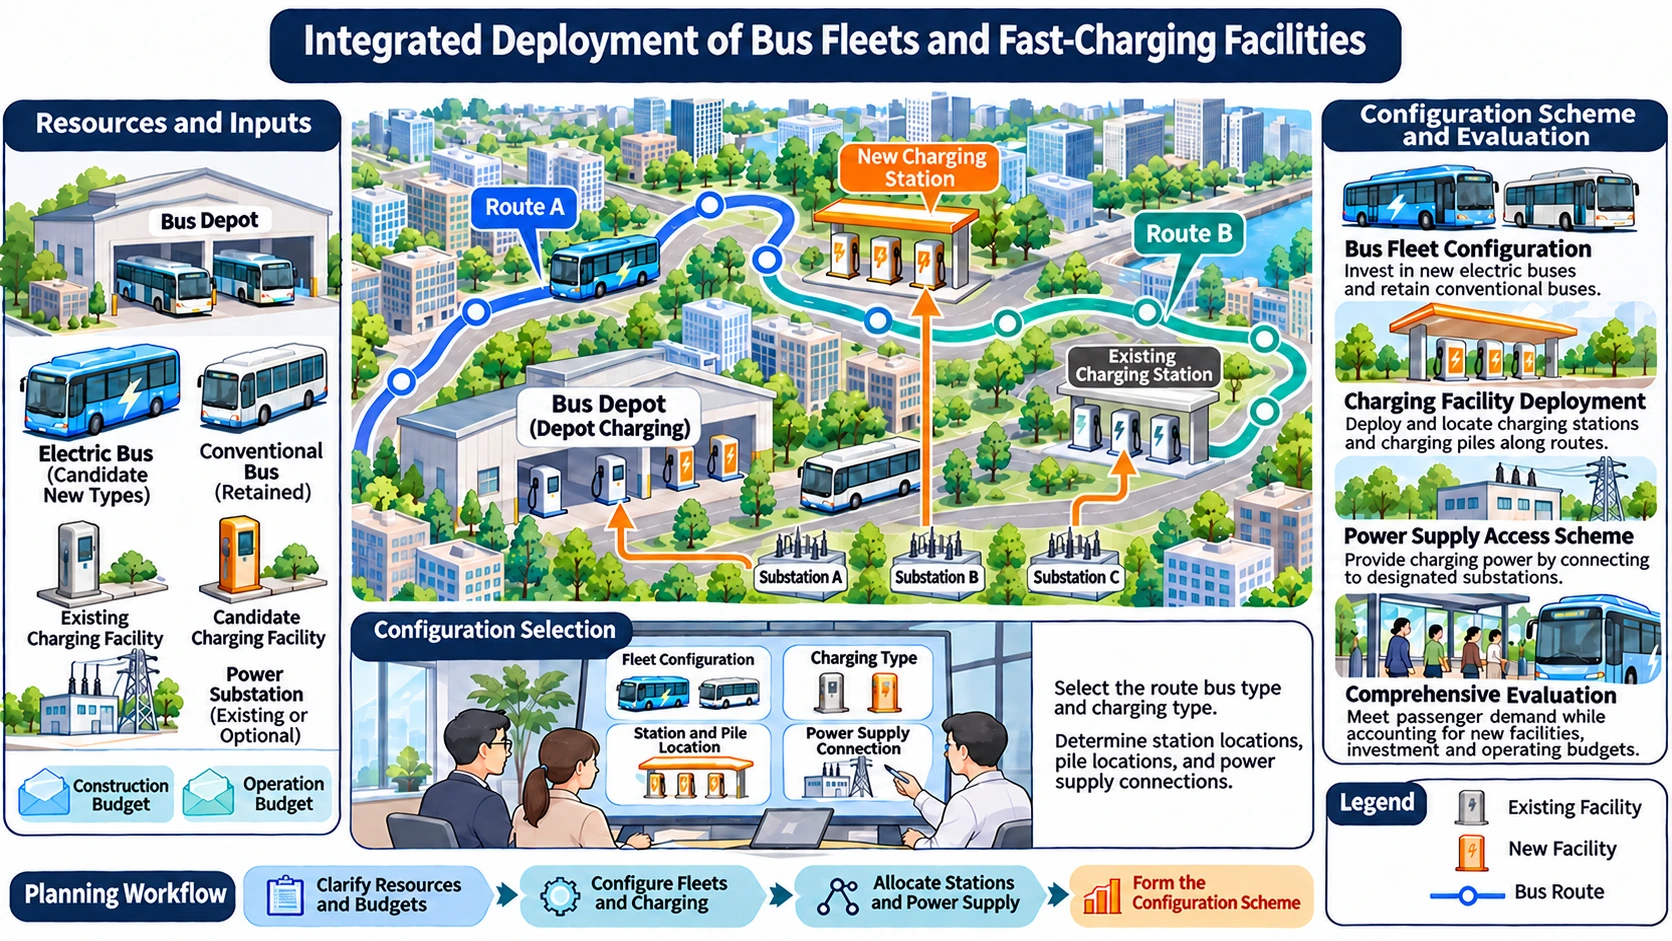 Integrated Deployment of Bus Fleets and Fast-Charging Facilities
Resources and Inputs
Bus Depot
Electric Bus
(Candidate
New Types)
Conventional
Bus
(Retained)
Existing
Charging Facility
Candidate
Charging Facility
Power
Substation
(Existing or
Optional)
Construction
Budget
Operation
Budget
Route A
New Charging
Station
Route B
Existing
Charging Station
Bus Depot
(Depot Charging)
Substation A
Substation B
Substation C
Configuration Selection
Fleet Configuration
Charging Type
Station and Pile
Location
Power Supply
Connection
Select the route bus type
and charging type.
Determine station locations,
pile locations, and power
supply connections.
Configuration Scheme
and Evaluation
Bus Fleet Configuration
Invest in new electric buses
and retain conventional buses.
Charging Facility Deployment
Deploy and locate charging stations
and charging piles along routes.
Power Supply Access Scheme
Provide charging power by connecting
to designated substations.
Comprehensive Evaluation
Meet passenger demand while
accounting for new facilities,
investment and operating budgets.
Legend
Existing Facility
New Facility
Bus Route
Planning Workflow
Clarify Resources
and Budgets
Configure Fleets
and Charging
Allocate Stations
and Power Supply
Form the
Configuration Scheme